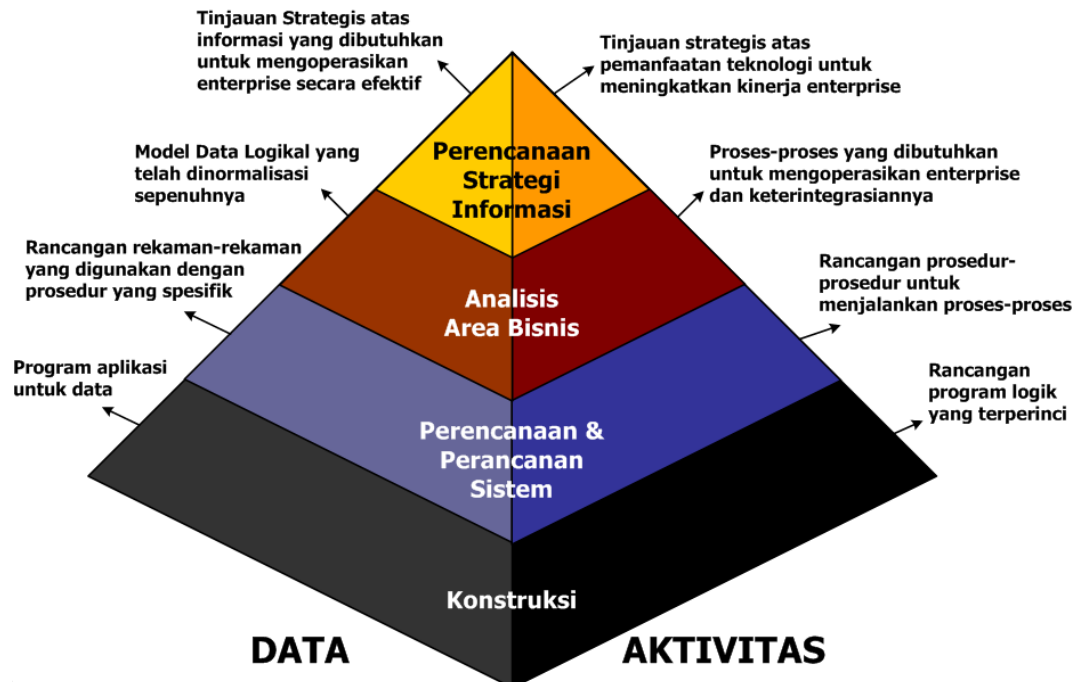 Tinjauan Strategis atas
informasi yang dibutuhkan
untuk mengoperasikan
enterprise secara efektif
Tinjauan strategis atas
pemanfaatan teknologi untuk
meningkatkan kinerja enterprise
Model Data Logikal yang
telah dinormalisasi
sepenuhnya
Perencanaan
Strategi
Informasi
Proses-proses yang dibutuhkan
untuk mengoperasikan enterprise
dan keterintegrasiannya
Rancangan rekaman-rekaman
yang digunakan dengan
prosedur yang spesifik
Analisis
Area Bisnis
Rancangan prosedur-
prosedur untuk
menjalankan proses-proses
Program aplikasi
untuk data
Perencanaan &
Perancanan
Sistem
Rancangan
program logik
yang terperinci
Konstruksi
DATA
AKTIVITAS